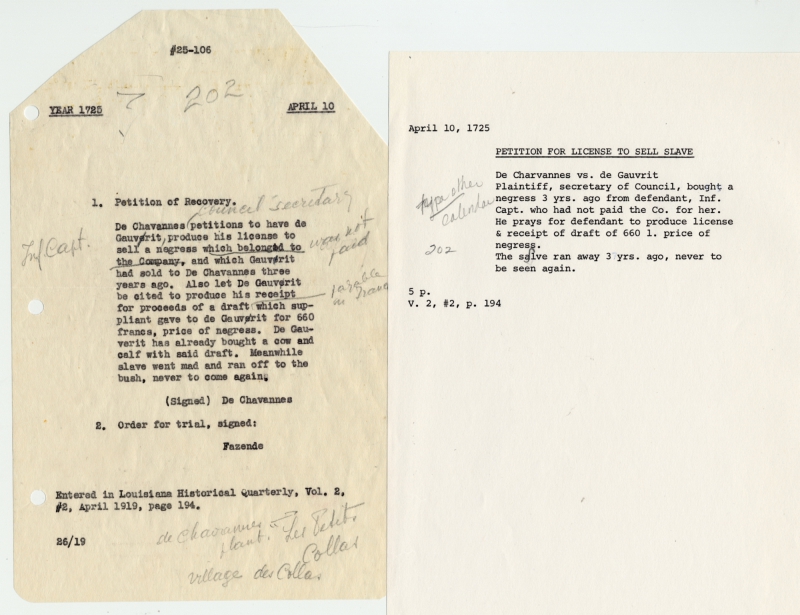 #25-106
7 202
YEAR 1725 APRIL 10
1. Petition of Recovery.
council secretary
De Chavannes petitions to have de
Gauvrit, produce his license to
sell a negress which belonged to
the Company, and which Gauvrit
had sold to De Chavannes three
years ago. Also let De Gauvrit
be cited to produce his receipt
for proceeds of a draft which sup-
pliant gave to de Gauvrit for 660
francs, price of negress. De Gau-
verit has already bought a cow and
calf with said draft. Meanwhile
slave went mad and ran off to the
bush, never to come again.
Inf. Capt.
was not
paid
payable
in
(Signed) De Chavannes
2. Order for trial, signed:
Fazende
Entered in Louisiana Historical Quarterly, Vol. 2,
#2, April 1919, page 194.
26/19
de Chavannes
plant. Les Petits
Collas
village des Collas
April 10, 1725
PETITION FOR LICENSE TO SELL SLAVE
De Charvannes vs. de Gauvrit
Plaintiff, secretary of Council, bought a
negress 3 yrs. ago from defendant, Inf.
Capt. who had not paid the Co. for her.
He prays for defendant to produce license
& receipt of draft of 660 l. price of
negress.
The salve ran away 3 yrs. ago, never to
be seen again.
type other
calendar
202
5 p.
V. 2, #2, p. 194